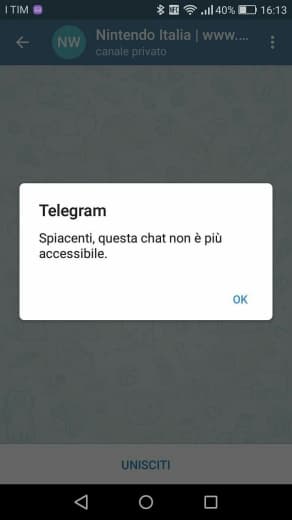 I TIM 40% 16:13
NW Nintendo Italia | www....
canale privato
Telegram
Spiacenti, questa chat non è più
accessibile.
OK
UNISCITI